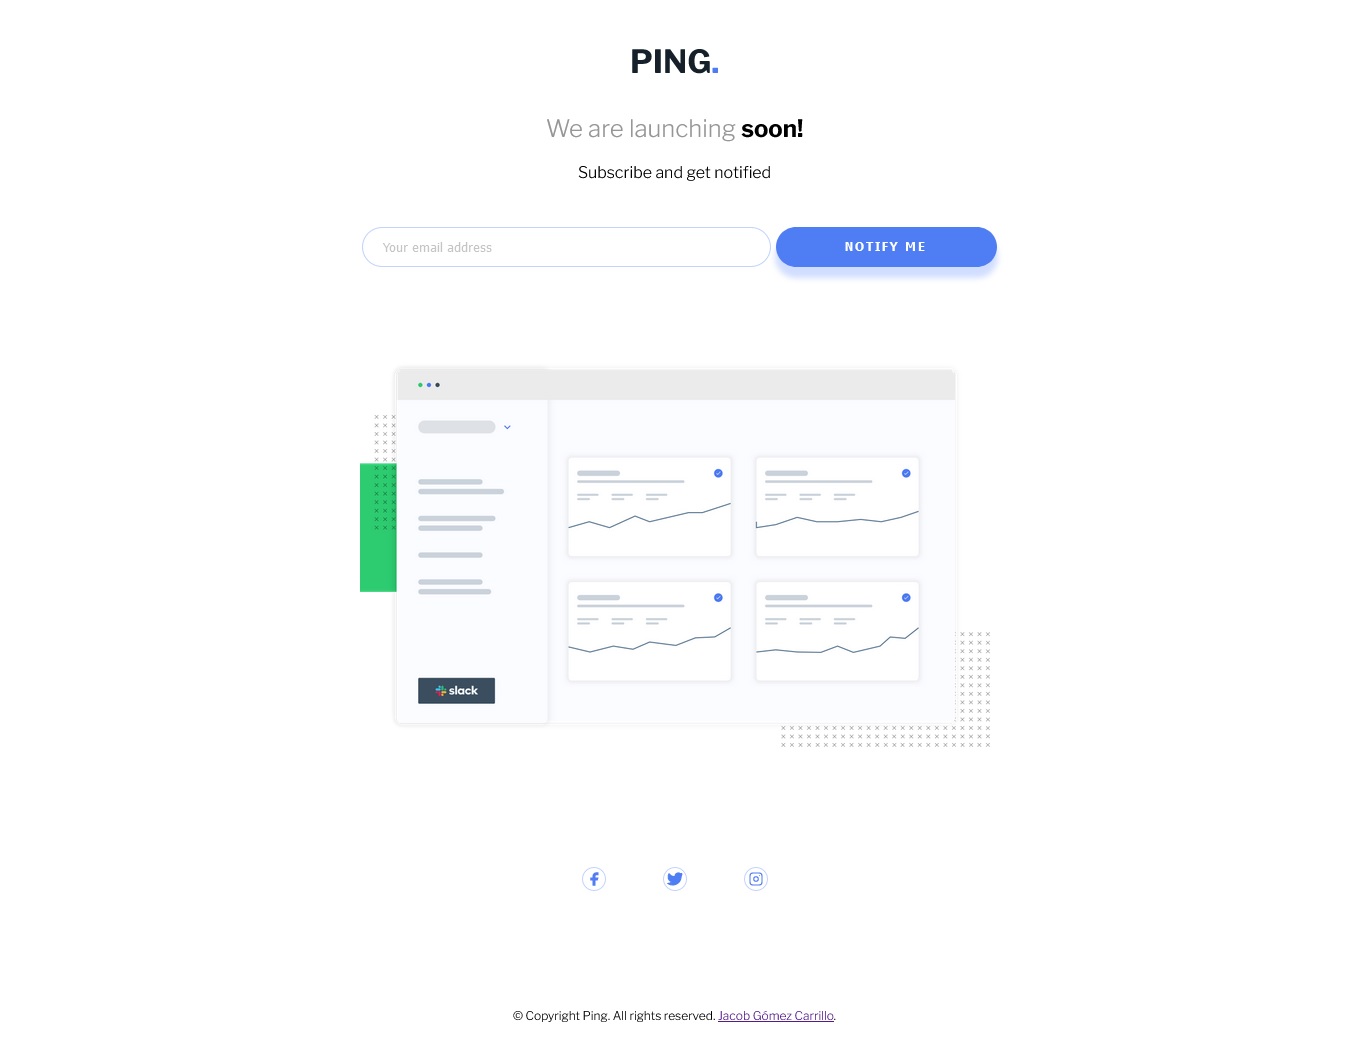 PING.
We are launching soon!
Subscribe and get notified
Your email address
NOTIFY ME
slack
© Copyright Ping. All rights reserved. Jacob Gómez Carrillo.